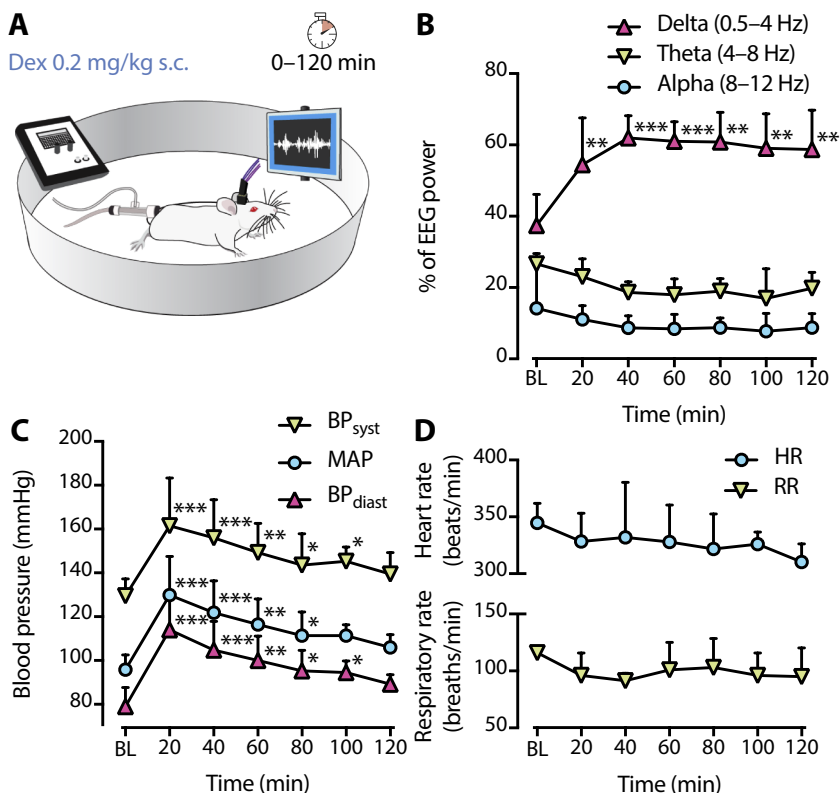 A
Dex 0.2 mg/kg s.c.
0–120 min
B
Delta (0.5–4 Hz)
Theta (4–8 Hz)
Alpha (8–12 Hz)
80
60
40
20
0
% of EEG power
** *** *** ** ** **
BL 20 40 60 80 100 120
Time (min)
C
BPsyst
MAP
BPdiast
200
180
160
140
120
100
80
Blood pressure (mmHg)
*** *** ** * *
*** *** ** *
*** *** ** * *
BL 20 40 60 80 100 120
Time (min)
D
HR
RR
400
350
300
Heart rate
(beats/min)
150
100
50
Respiratory rate
(breaths/min)
BL 20 40 60 80 100 120
Time (min)